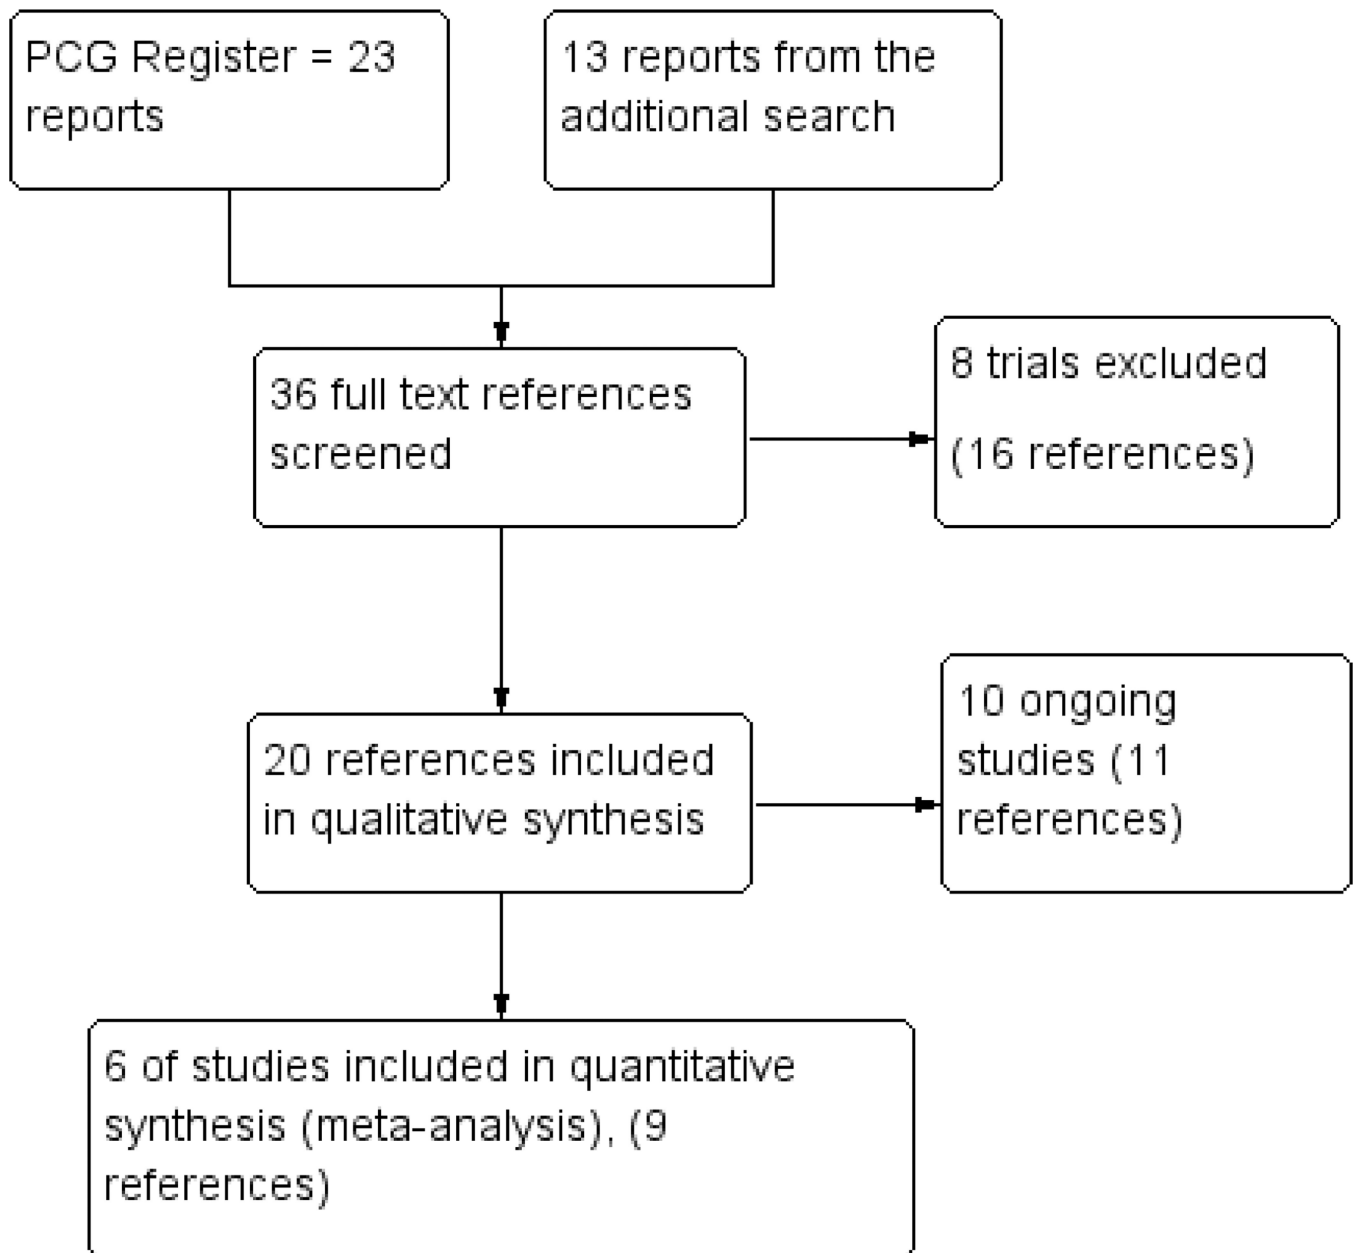 PCG Register = 23
reports
13 reports from the
additional search
36 full text references
screened
8 trials excluded
(16 references)
20 references included
in qualitative synthesis
10 ongoing
studies (11
references)
6 of studies included in quantitative
synthesis (meta-analysis), (9
references)